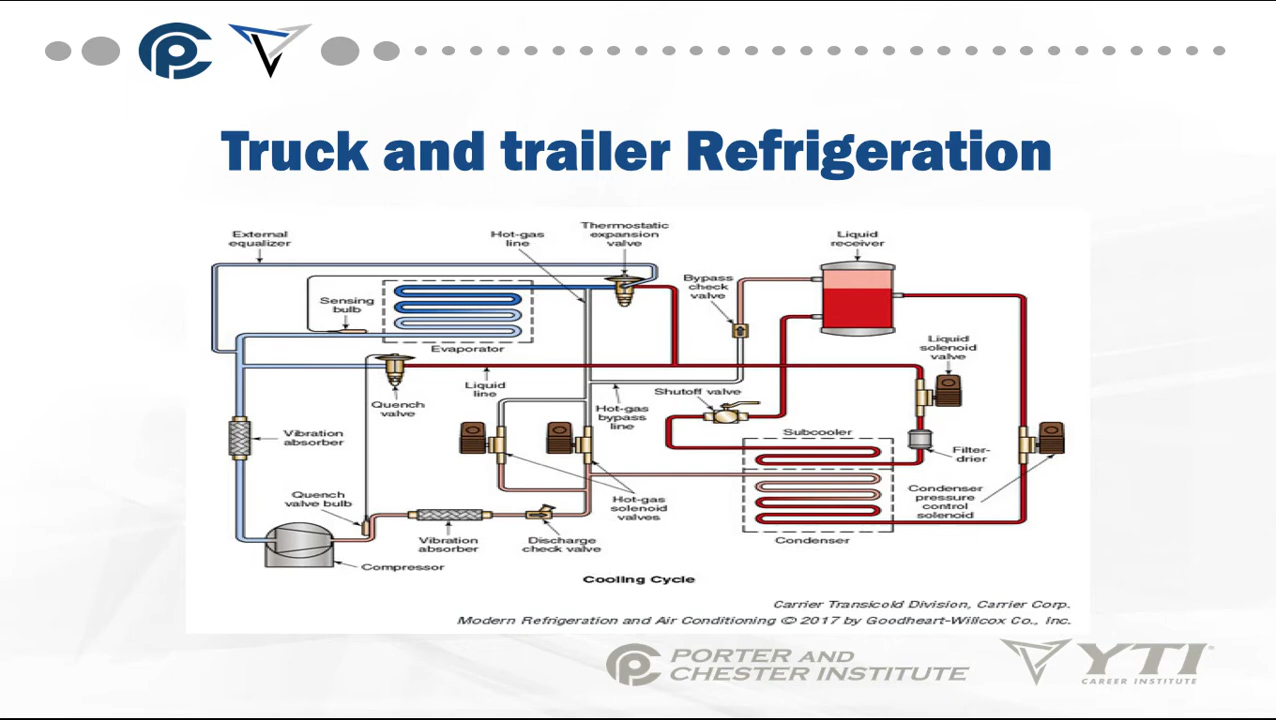 Truck and trailer Refrigeration
External
equalizer
Hot-gas
line
Thermostatic
expansion
valve
Liquid
receiver
Bypass
check
valve
Sensing
bulb
Evaporator
Liquid
solenoid
valve
Quench
valve
Liquid
line
Hot-gas
bypass
line
Shutoff valve
Vibration
absorber
Subcooler
Filter-
drier
Quench
valve bulb
Hot-gas
solenoid
valves
Condenser
pressure
control
solenoid
Vibration
absorber
Discharge
check valve
Condenser
Compressor
Cooling Cycle
Carrier Transicold Division, Carrier Corp.
Modern Refrigeration and Air Conditioning © 2017 by Goodheart-Willcox Co., Inc.
PORTER AND
CHESTER INSTITUTE
YTI
CAREER INSTITUTE